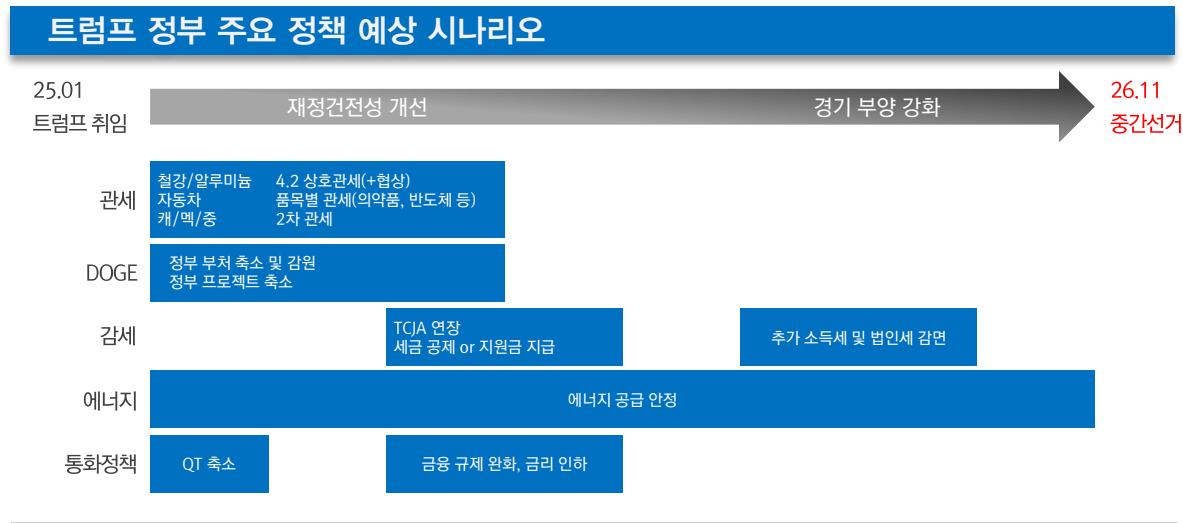 트럼프 정부 주요 정책 예상 시나리오
25.01
트럼프 취임
재정건전성 개선
경기 부양 강화
26.11
중간선거
관세
철강/알루미늄 4.2 상호관세(+협상)
자동차 품목별 관세(의약품, 반도체 등)
캐/멕/중 2차 관세
DOGE
정부 부처 축소 및 감원
정부 프로젝트 축소
감세
TCJA 연장
세금 공제 or 지원금 지급
추가 소득세 및 법인세 감면
에너지
에너지 공급 안정
통화정책
QT 축소
금융 규제 완화, 금리 인하